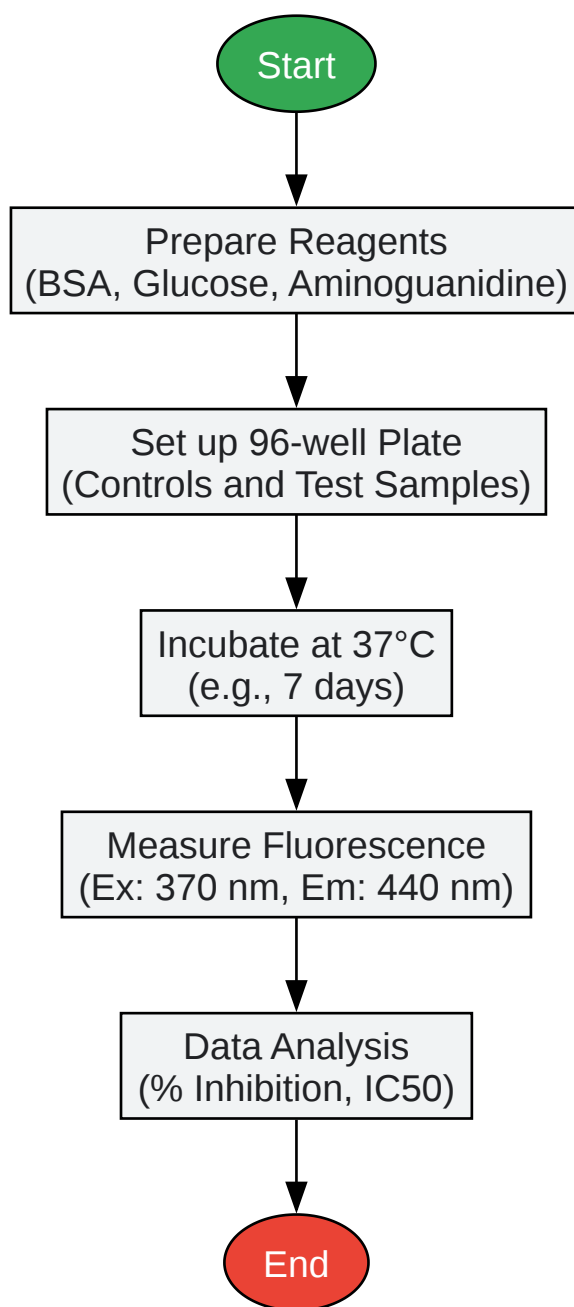 Start
Prepare Reagents
(BSA, Glucose, Aminoguanidine)
Set up 96-well Plate
(Controls and Test Samples)
Incubate at 37°C
(e.g., 7 days)
Measure Fluorescence
(Ex: 370 nm, Em: 440 nm)
Data Analysis
(% Inhibition, IC50)
End